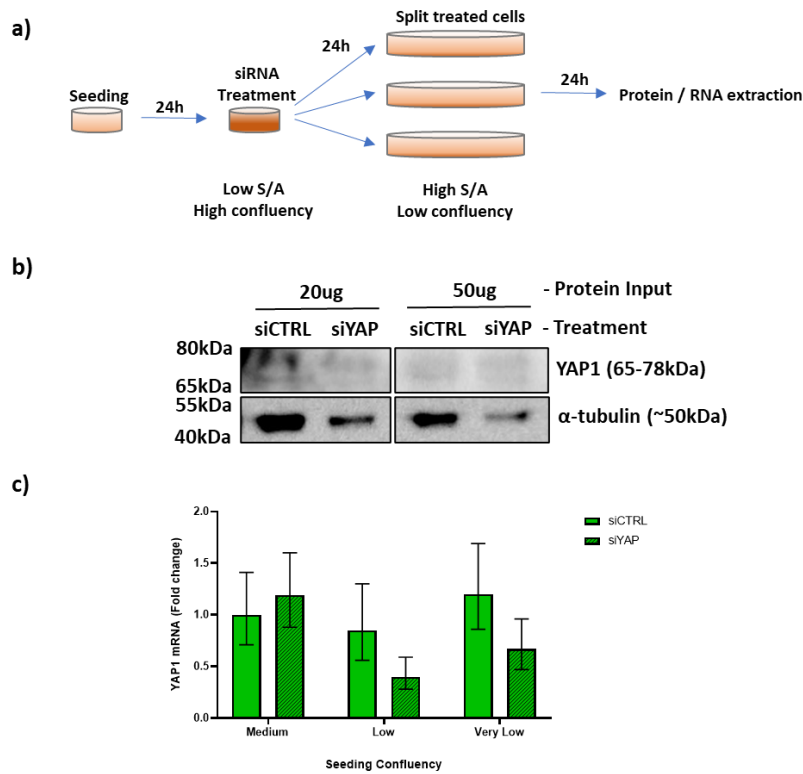 a)
Split treated cells
24h
siRNA
Treatment
Seeding
24h
24h
Protein / RNA extraction
Low S/A
High confluency
High S/A
Low confluency
b)
20ug 50ug - Protein Input
siCTRL siYAP siCTRL siYAP - Treatment
80kDa
65kDa
YAP1 (65-78kDa)
55kDa
40kDa
α-tubulin (~50kDa)
c)
YAP1 mRNA (Fold change)
2.0
1.5
1.0
0.5
0.0
Medium Low Very Low
Seeding Confluency
siCTRL
siYAP